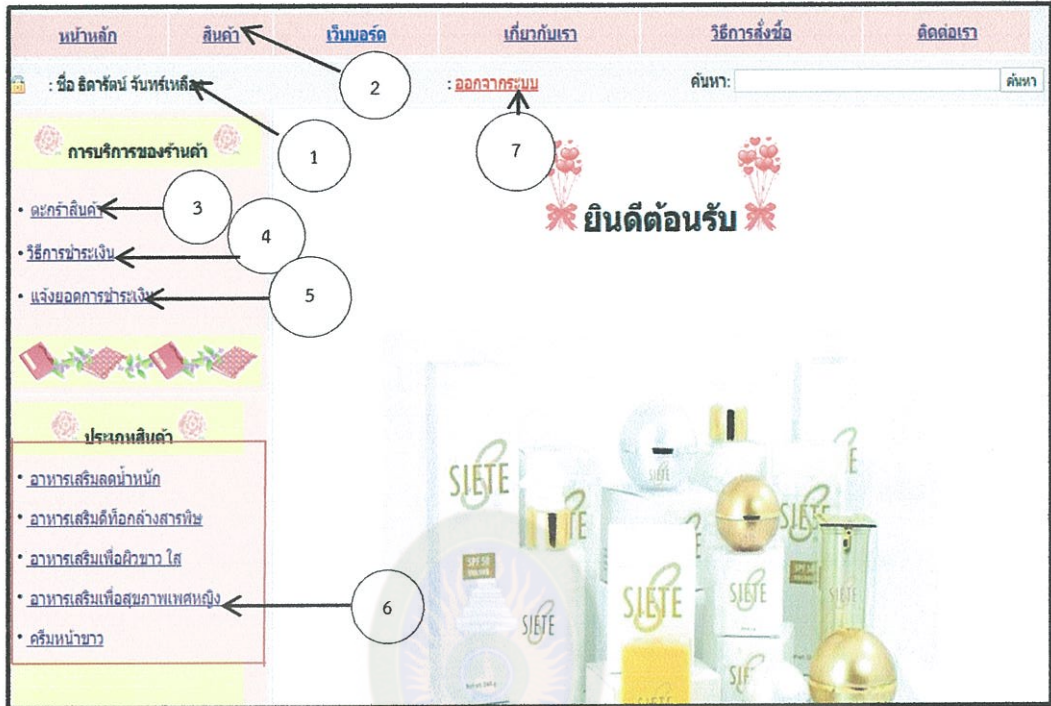 หน้าหลัก สินค้า เว็บบอร์ด เกี่ยวกับเรา วิธีการสั่งซื้อ ติดต่อเรา
2
: ชื่อ ธิดารัตน์ จันทร์เหลือง : ออกจากระบบ ค้นหา: ค้นหา
1
7
การบริการของร้านค้า
ตะกร้าสินค้า
3
ยินดีต้อนรับ
วิธีการชำระเงิน
4
แจ้งยอดการชำระเงิน
5
ประเภทสินค้า
อาหารเสริมลดน้ำหนัก
อาหารเสริมดีท็อกล้างสารพิษ
อาหารเสริมเพื่อผิวขาว ใส
อาหารเสริมเพื่อสุขภาพเพศหญิง
6
ครีมหน้าขาว
SIETE
SIETE
SIETE
SIETE
SIETE
SPF 50